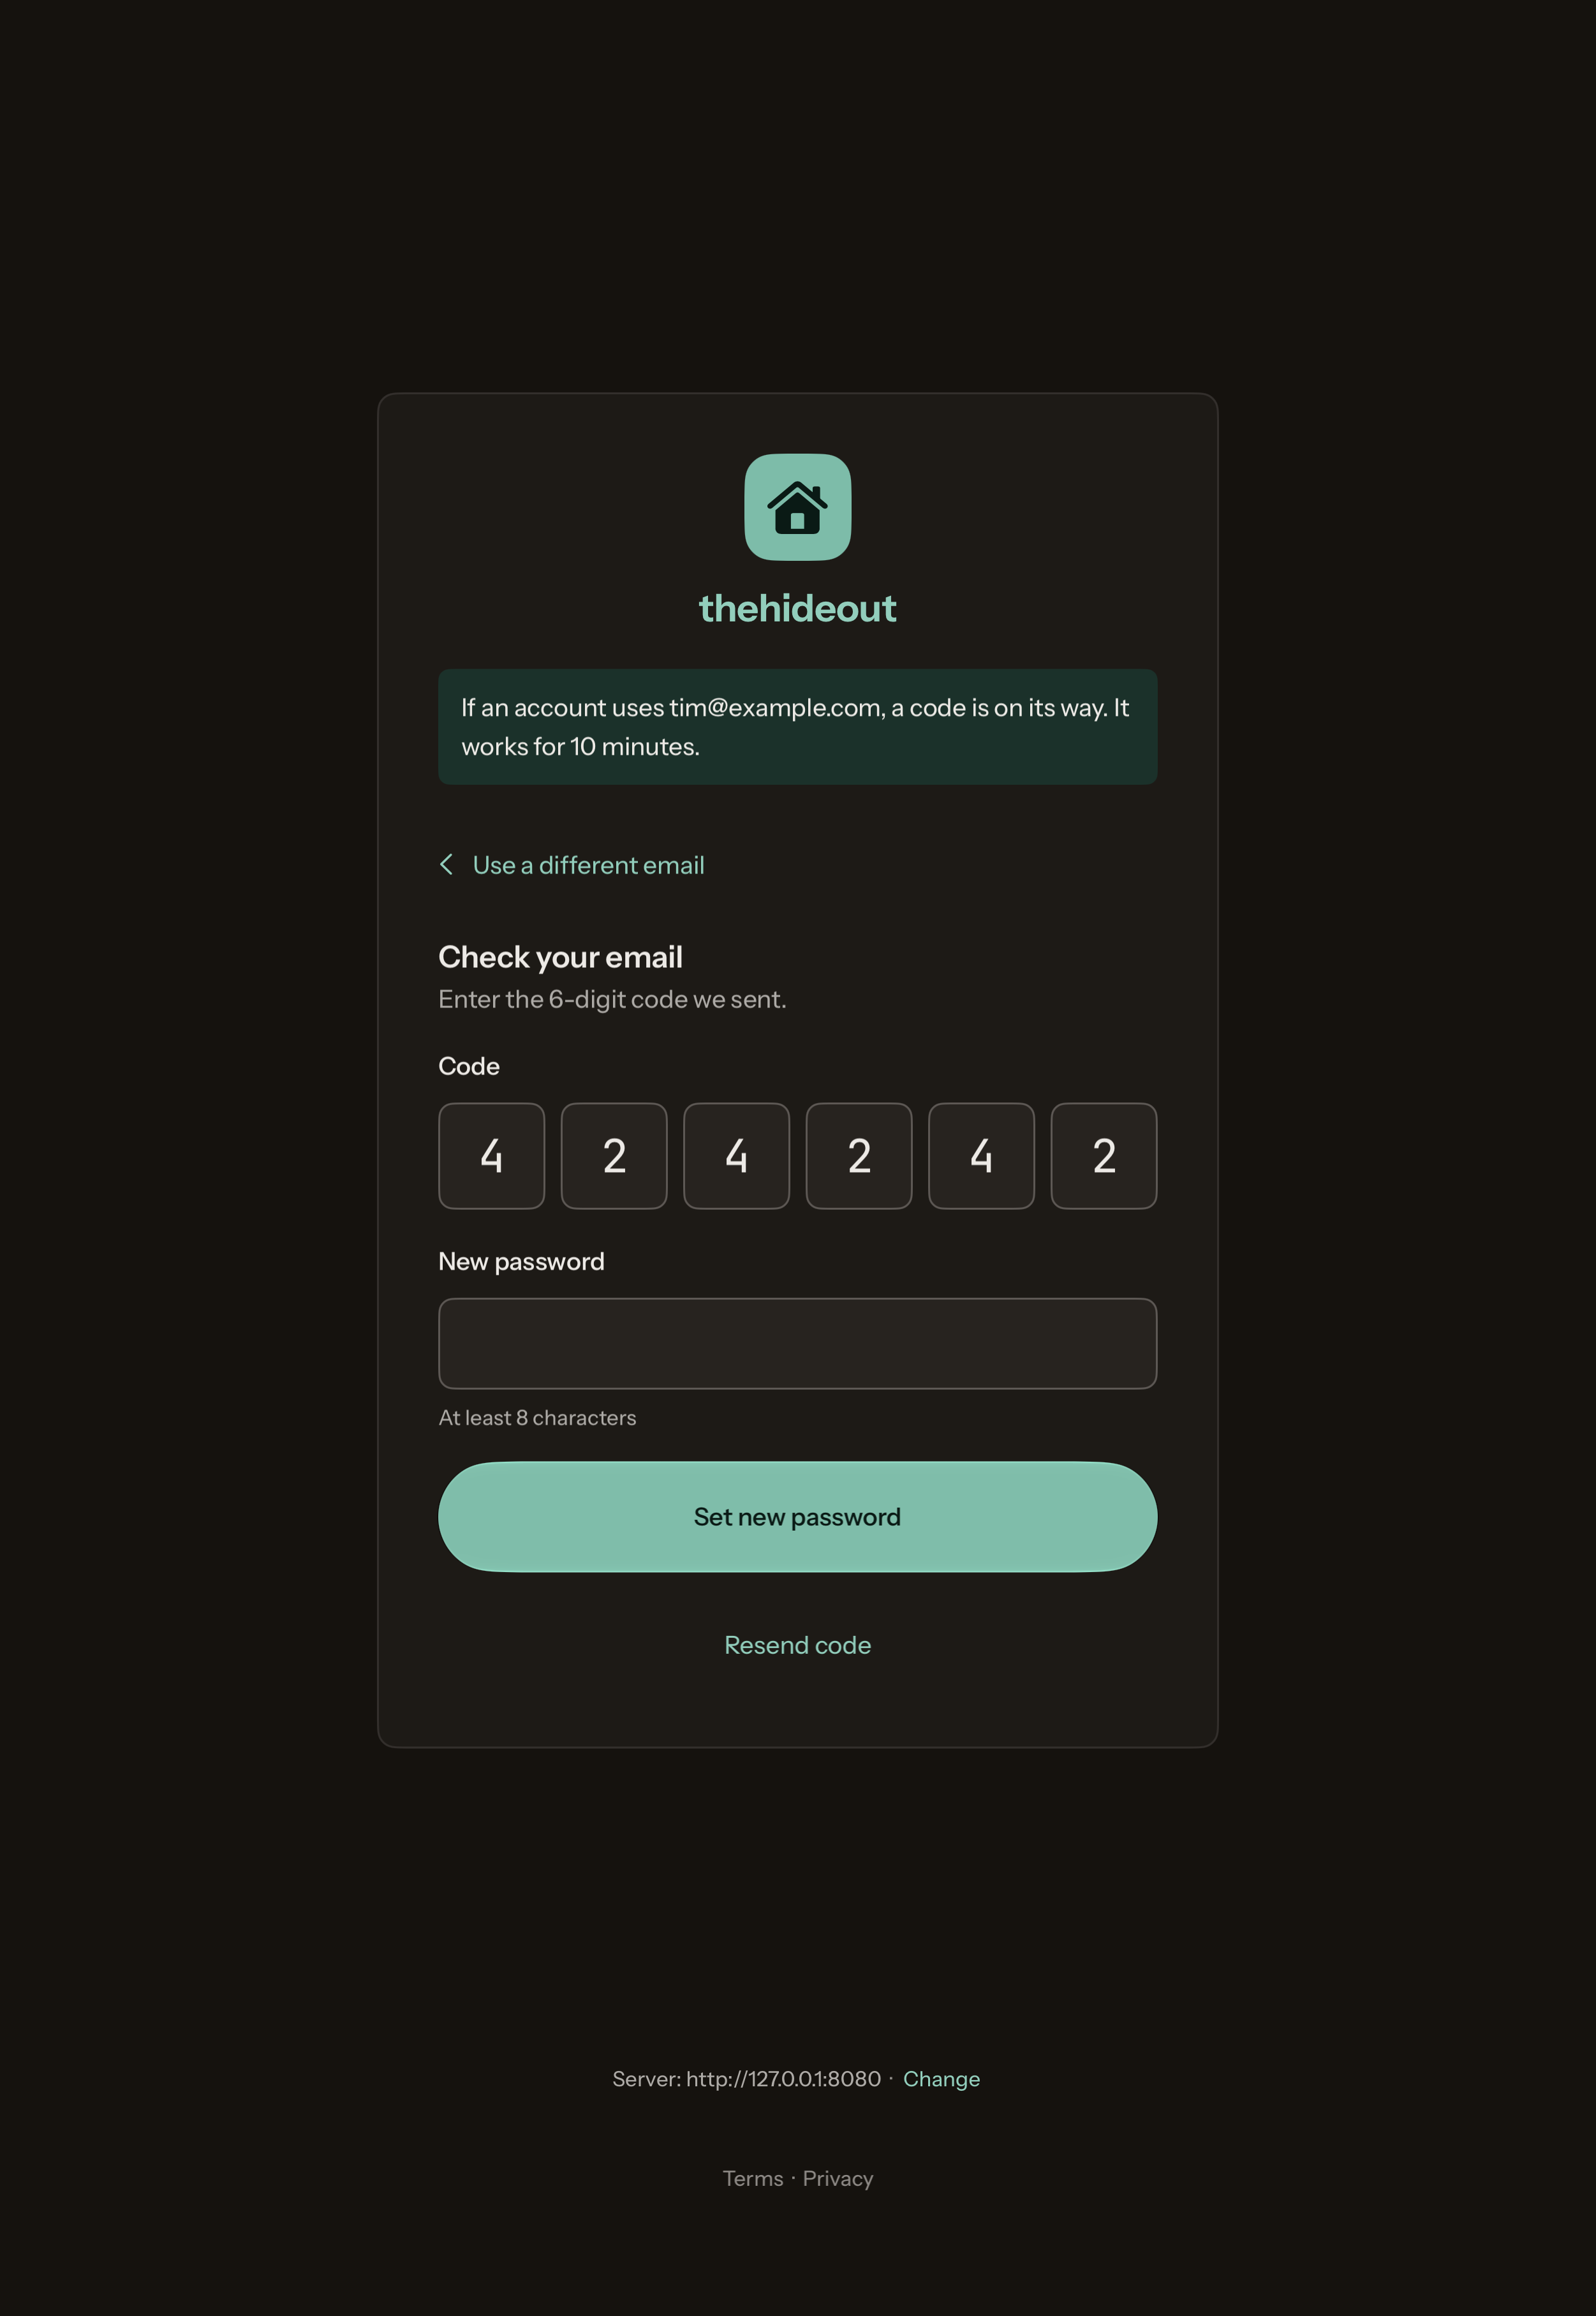 thehideout
If an account uses tim@example.com, a code is on its way. It
works for 10 minutes.
Use a different email
Check your email
Enter the 6-digit code we sent.
Code
4 2 4 2 4 2
New password
At least 8 characters
Set new password
Resend code
Server: http://127.0.0.1:8080 · Change
Terms · Privacy